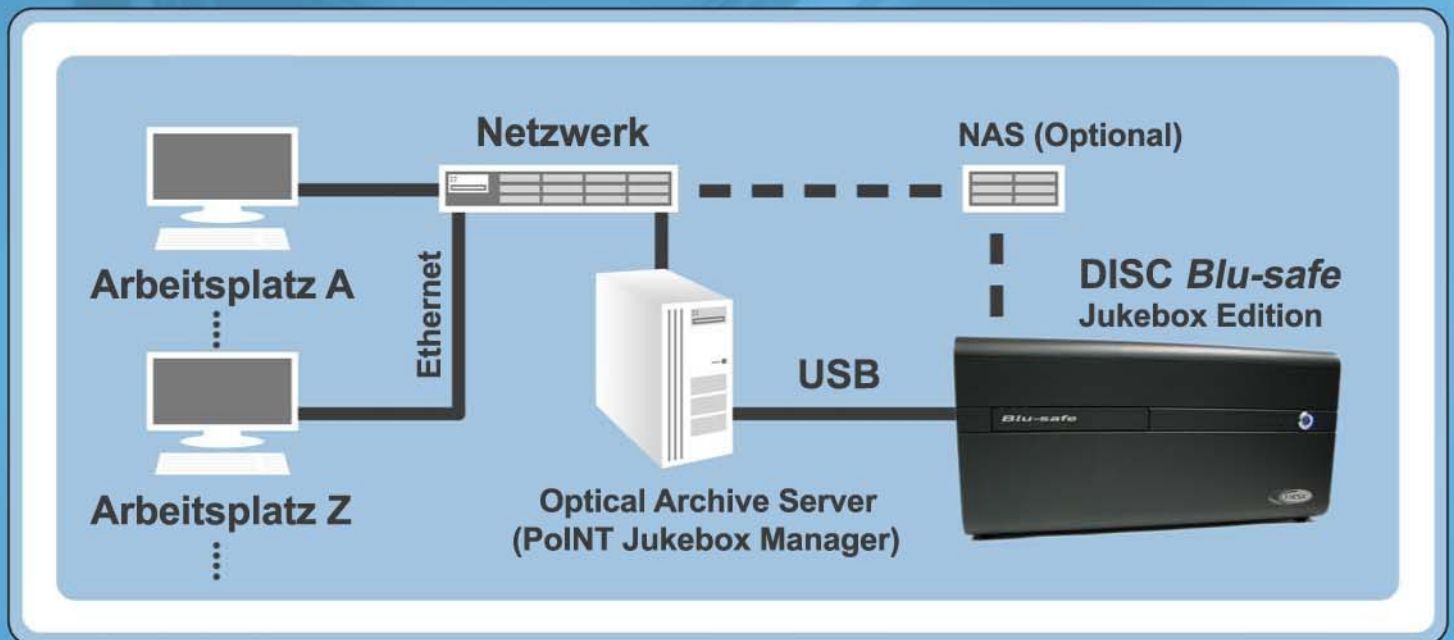 Netzwerk
NAS (Optional)
Arbeitsplatz A
Ethernet
DISC Blu-safe
Jukebox Edition
USB
Blu-safe
Arbeitsplatz Z
Optical Archive Server
(PoINT Jukebox Manager)
DISC